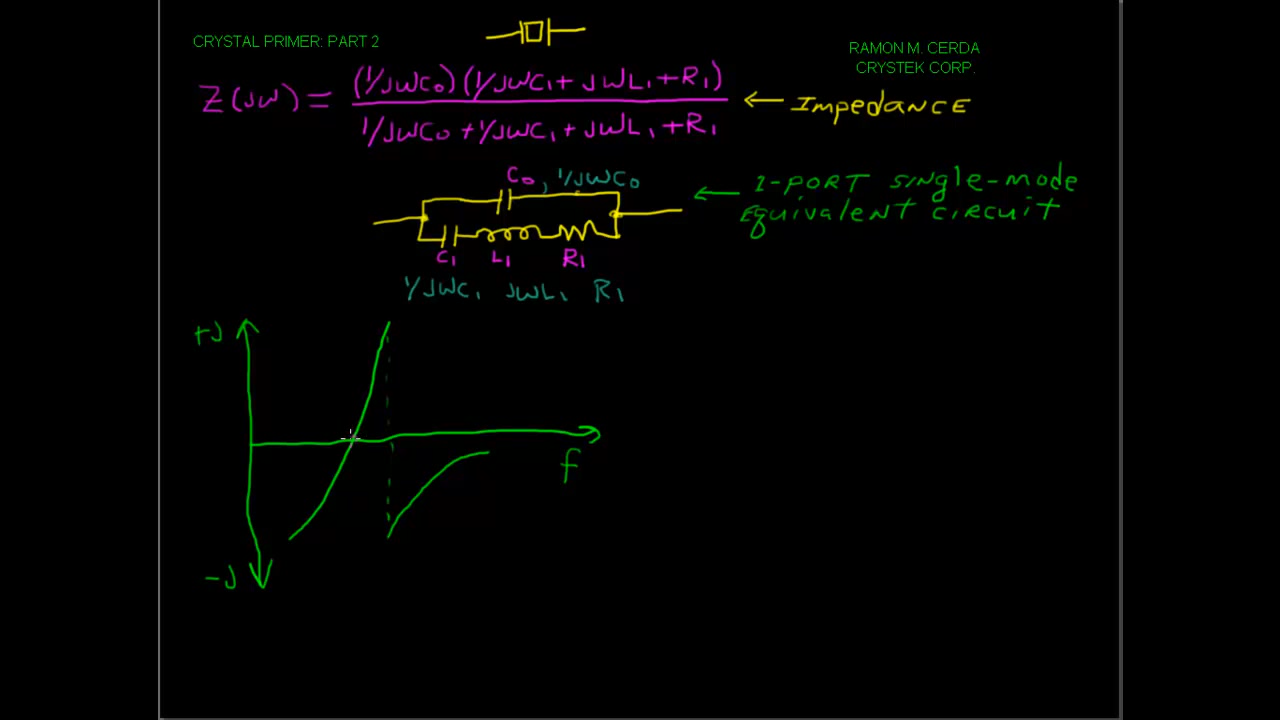 CRYSTAL PRIMER: PART 2
RAMON M. CERDA
CRYSTEK CORP.
Z(jw) = (1/jwC0)(1/jwC1 + jwL1 + R1)
1/jwC0 + 1/jwC1 + jwL1 + R1
← ImpedANCE
C0, 1/jwC0
← 1-PORT SINgle-mode
EquivaleNT circuiT
C1 L1 R1
1/jwC1 jwL1 R1
+J
f
-J